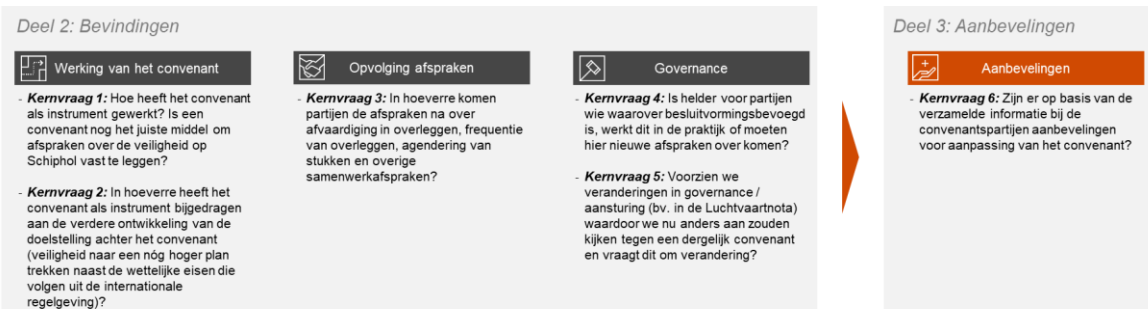 Deel 2: Bevindingen
Werking van het convenant
- Kernvraag 1: Hoe heeft het convenant
als instrument gewerkt? Is een
convenant nog het juiste middel om
afspraken over de veiligheid op
Schiphol vast te leggen?
- Kernvraag 2: In hoeverre heeft het
convenant als instrument bijgedragen
aan de verdere ontwikkeling van de
doelstelling achter het convenant
(veiligheid naar een nóg hoger plan
trekken naast de wettelijke eisen die
volgen uit de internationale
regelgeving)?
Opvolging afspraken
- Kernvraag 3: In hoeverre komen
partijen de afspraken na over
afvaardiging in overleggen, frequentie
van overleggen, agendering van
stukken en overige
samenwerkafspraken?
Governance
- Kernvraag 4: Is helder voor partijen
wie waarover besluitvormingsbevoegd
is, werkt dit in de praktijk of moeten
hier nieuwe afspraken over komen?
- Kernvraag 5: Voorzien we
veranderingen in governance /
aansturing (bv. in de Luchtvaartnota)
waardoor we nu anders aan zouden
kijken tegen een dergelijk convenant
en vraagt dit om verandering?
Deel 3: Aanbevelingen
Aanbevelingen
- Kernvraag 6: Zijn er op basis van de
verzamelde informatie bij de
convenantspartijen aanbevelingen
voor aanpassing van het convenant?